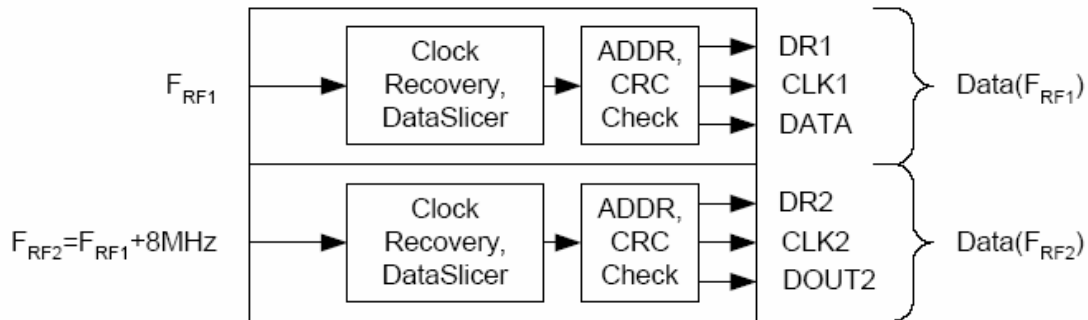 F_RF1
Clock
Recovery,
DataSlicer
ADDR,
CRC
Check
DR1
CLK1
DATA
Data(F_RF1)
F_RF2=F_RF1+8MHz
Clock
Recovery,
DataSlicer
ADDR,
CRC
Check
DR2
CLK2
DOUT2
Data(F_RF2)